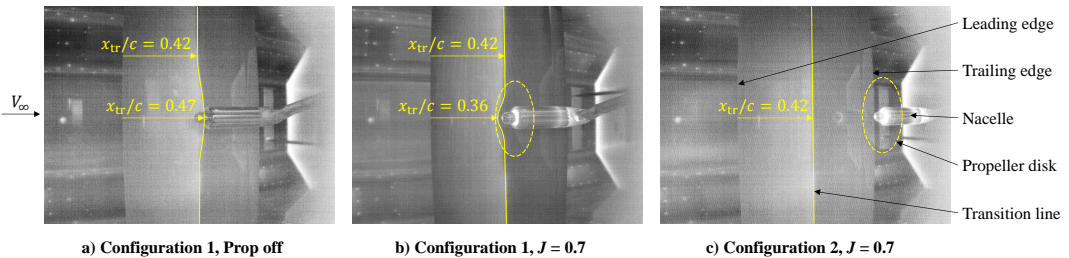 x_tr/c = 0.42
x_tr/c = 0.47
V_∞
a) Configuration 1, Prop off
x_tr/c = 0.42
x_tr/c = 0.36
b) Configuration 1, J = 0.7
x_tr/c = 0.42
c) Configuration 2, J = 0.7
Leading edge
Trailing edge
Nacelle
Propeller disk
Transition line